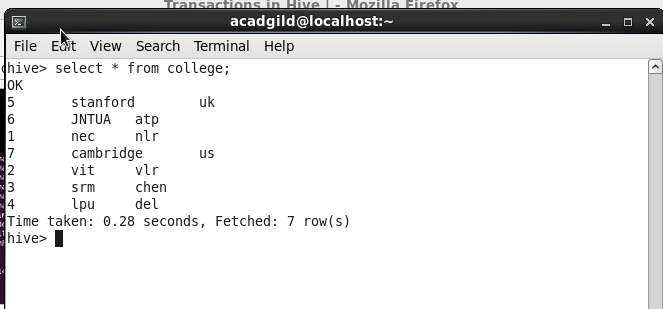 Transactions in Hive | - Mozilla Firefox
acadgild@localhost:~
File Edit View Search Terminal Help
hive> select * from college;
OK
5 stanford uk
6 JNTUA atp
1 nec nlr
7 cambridge us
2 vit vlr
3 srm chen
4 lpu del
Time taken: 0.28 seconds, Fetched: 7 row(s)
hive>